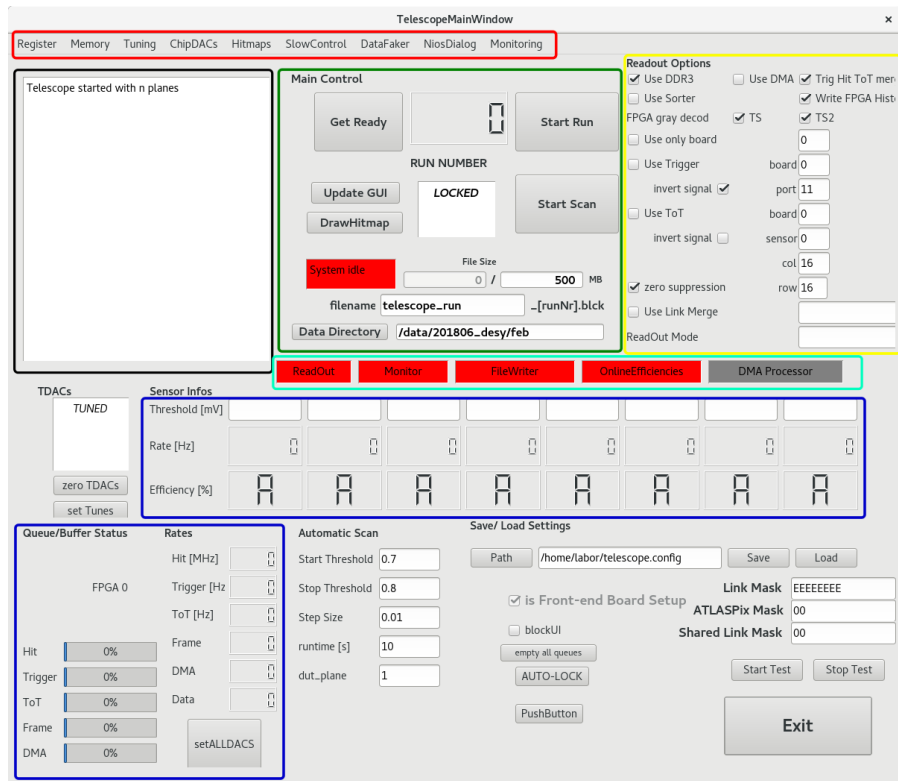 TelescopeMainWindow ×
Register Memory Tuning ChipDACs Hitmaps SlowControl DataFaker NiosDialog Monitoring
Telescope started with n planes
Main Control
Get Ready 0 Start Run
RUN NUMBER
Update GUI LOCKED Start Scan
DrawHitmap
System idle File Size
0 / 500 MB
filename telescope_run _[runNr].blck
Data Directory /data/201806_desy/feb
Readout Options
Use DDR3 Use DMA Trig Hit ToT mer
Use Sorter Write FPGA Hist
FPGA gray decod TS TS2
Use only board 0
Use Trigger board 0
invert signal port 11
Use ToT board 0
invert signal sensor 0
col 16
zero suppression row 16
Use Link Merge
ReadOut Mode
ReadOut Monitor FileWriter OnlineEfficiencies DMA Processor
TDACs
TUNED
zero TDACs
set Tunes
Sensor Infos
Threshold [mV]
Rate [Hz] 0 0 0 0 0 0 0 0
Efficiency [%] A A A A A A A A
Queue/Buffer Status
FPGA 0
Hit 0%
Trigger 0%
ToT 0%
Frame 0%
DMA 0%
Rates
Hit [MHz] 0
Trigger [Hz 0
ToT [Hz] 0
Frame 0
DMA 0
Data 0
setALLDACS
Automatic Scan
Start Threshold 0.7
Stop Threshold 0.8
Step Size 0.01
runtime [s] 10
dut_plane 1
Save/ Load Settings
Path /home/labor/telescope.config Save Load
is Front-end Board Setup
blockUI
empty all queues
AUTO-LOCK
PushButton
Link Mask EEEEEEEE
ATLASPix Mask 00
Shared Link Mask 00
Start Test Stop Test
Exit